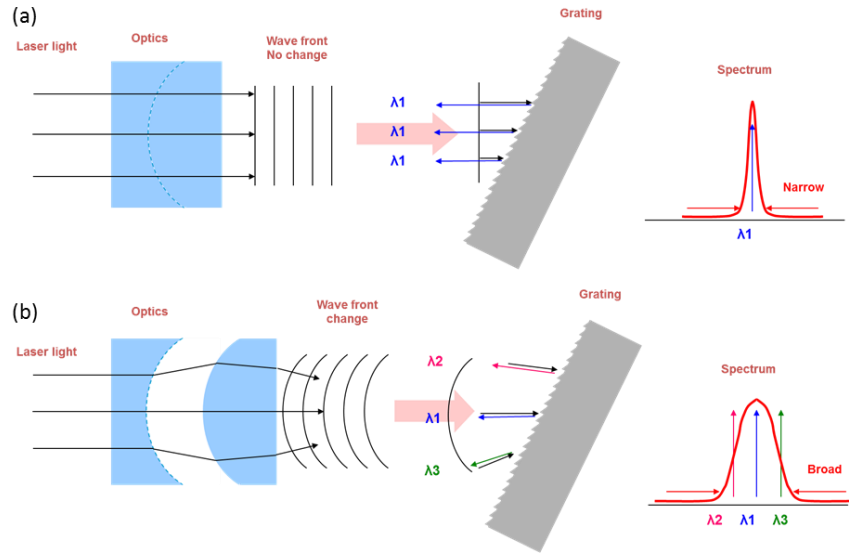 (a)
Laser light
Optics
Wave front
No change
Grating
λ1
λ1
λ1
Spectrum
Narrow
λ1
(b)
Laser light
Optics
Wave front
change
Grating
λ2
λ1
λ3
Spectrum
Broad
λ2 λ1 λ3